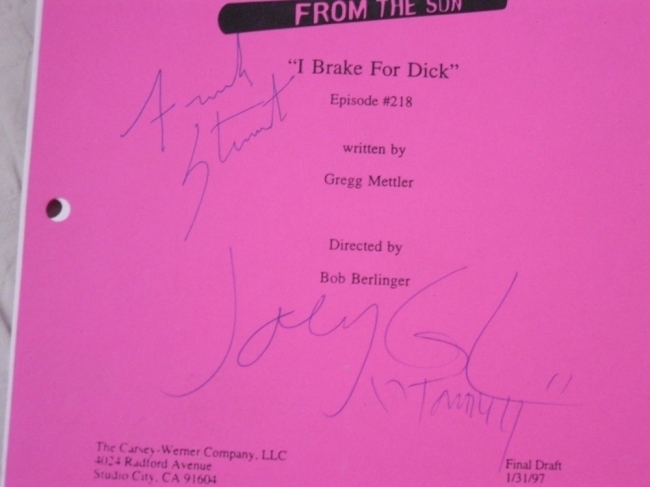 FROM THE SUN
"I Brake For Dick"
Episode #218
written by
Gregg Mettler
Directed by
Bob Berlinger
Joey
"Tommy"
The Carsey-Werner Company, LLC
4024 Radford Avenue
Studio City, CA 91604
Final Draft
1/31/97